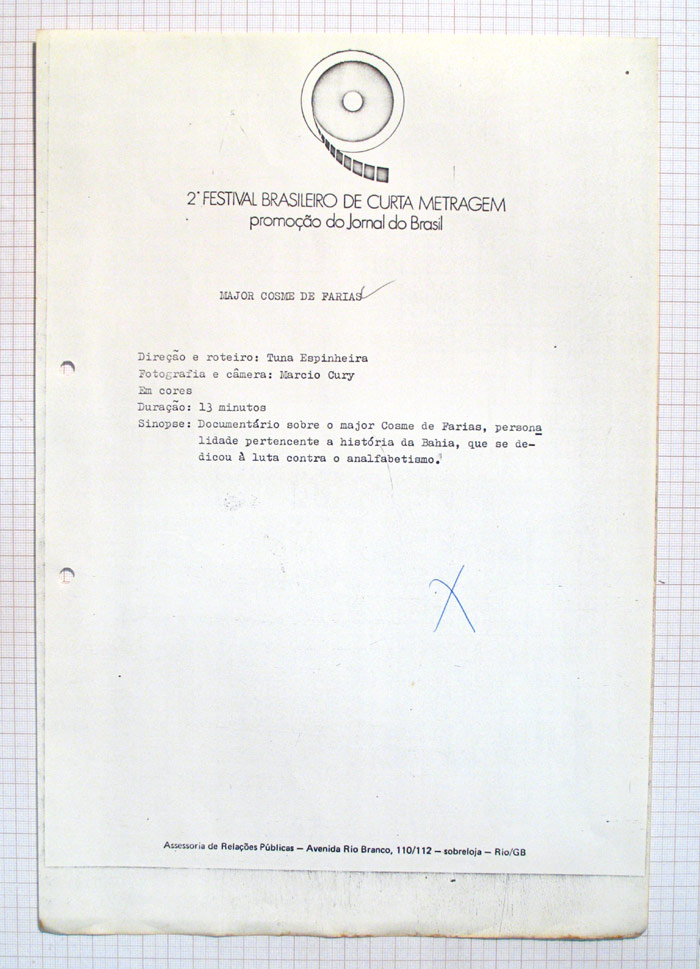 2º FESTIVAL BRASILEIRO DE CURTA METRAGEM
promoção do Jornal do Brasil
MAJOR COSME DE FARIAS
Direção e roteiro: Tuna Espinheira
Fotografia e câmera: Marcio Cury
Em cores
Duração: 13 minutos
Sinopse: Documentário sobre o major Cosme de Farias, persona
lidade pertencente a história da Bahia, que se de-
dicou à luta contra o analfabetismo.
Assessoria de Relações Públicas — Avenida Rio Branco, 110/112 — sobreloja — Rio/GB